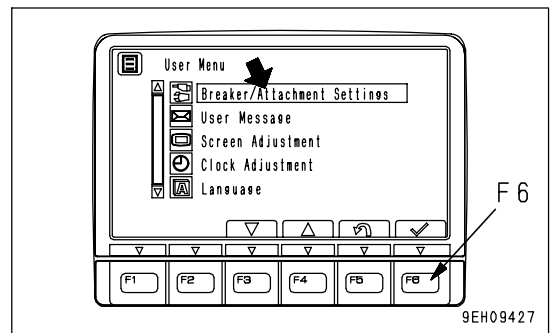 User Menu
Breaker/Attachment Settings
User Message
Screen Adjustment
Clock Adjustment
A Language
F6
F1 F2 F3 F4 F5 F6
9EH09427